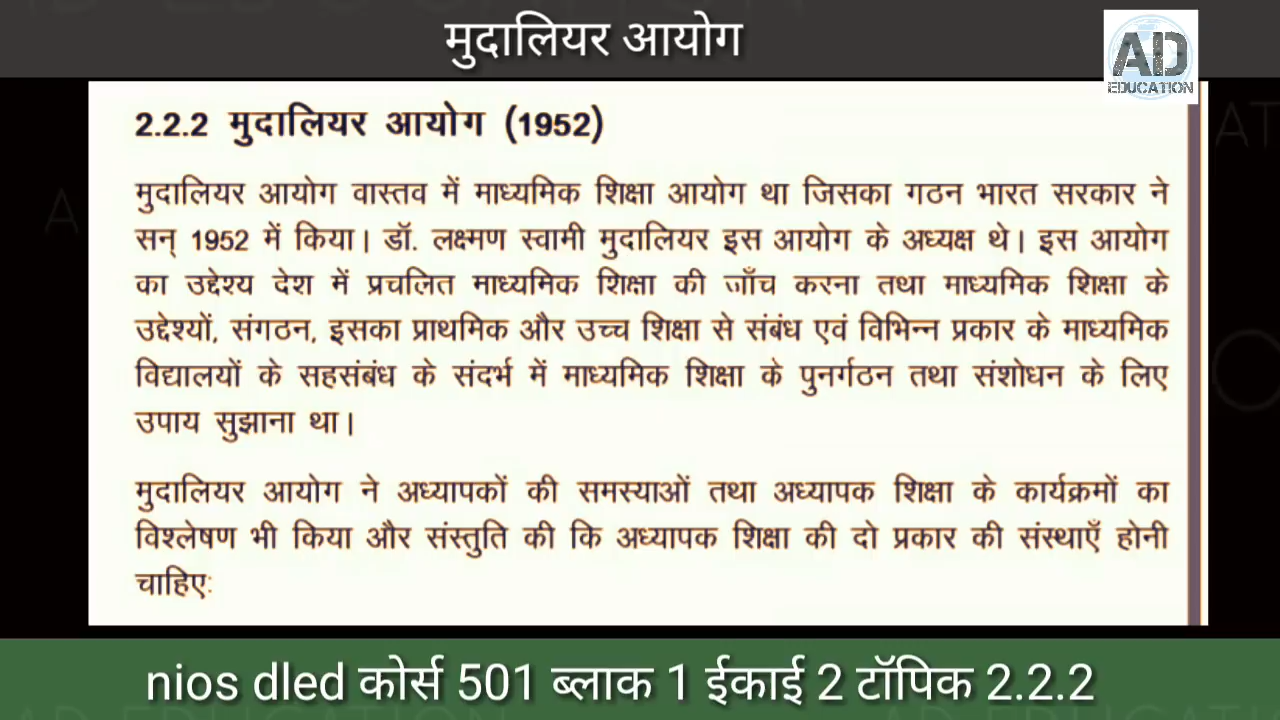 मुदालियर आयोग
AD
EDUCATION
2.2.2 मुदालियर आयोग (1952)
मुदालियर आयोग वास्तव में माध्यमिक शिक्षा आयोग था जिसका गठन भारत सरकार ने
सन् 1952 में किया। डॉ. लक्ष्मण स्वामी मुदालियर इस आयोग के अध्यक्ष थे। इस आयोग
का उद्देश्य देश में प्रचलित माध्यमिक शिक्षा की जाँच करना तथा माध्यमिक शिक्षा के
उद्देश्यों, संगठन, इसका प्राथमिक और उच्च शिक्षा से संबंध एवं विभिन्न प्रकार के माध्यमिक
विद्यालयों के सहसंबंध के संदर्भ में माध्यमिक शिक्षा के पुनर्गठन तथा संशोधन के लिए
उपाय सुझाना था।
मुदालियर आयोग ने अध्यापकों की समस्याओं तथा अध्यापक शिक्षा के कार्यक्रमों का
विश्लेषण भी किया और संस्तुति की कि अध्यापक शिक्षा की दो प्रकार की संस्थाएँ होनी
चाहिए:
nios dled कोर्स 501 ब्लाक 1 ईकाई 2 टॉपिक 2.2.2